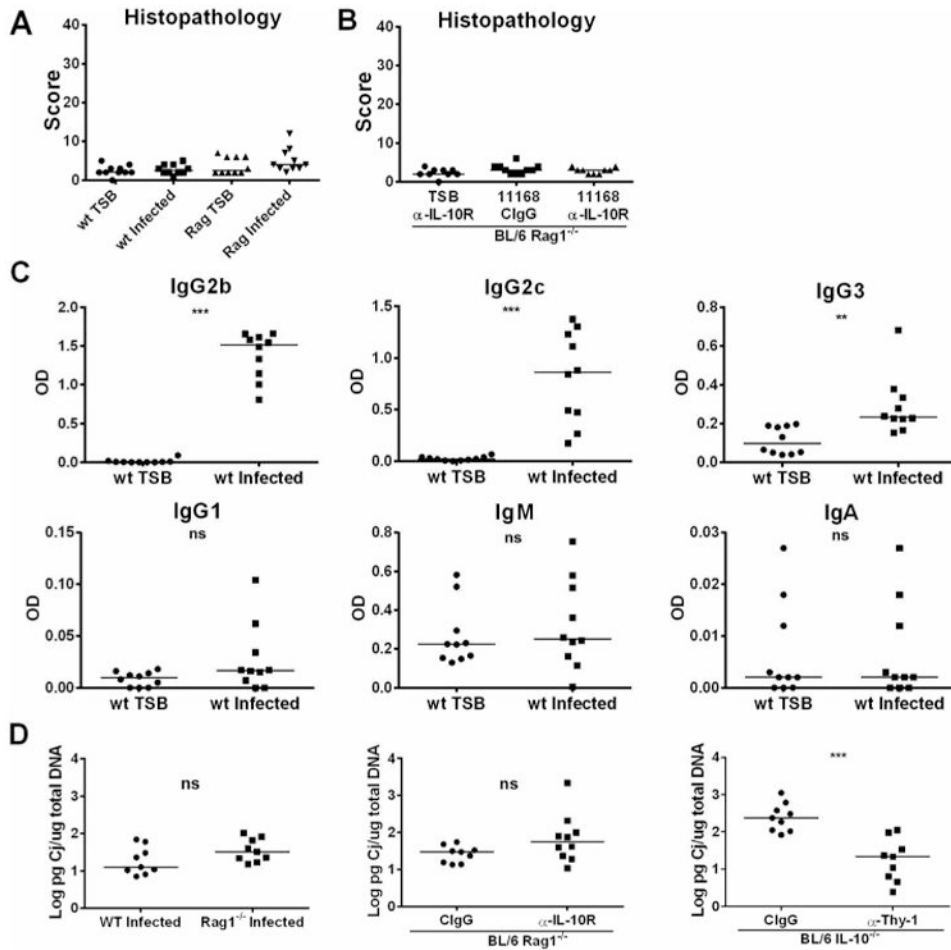 A
Histopathology
Score
40
30
20
10
0
wt TSB
wt Infected
Rag TSB
Rag Infected
B
Histopathology
Score
40
30
20
10
0
TSB 11168 11168
α-IL-10R CIgG α-IL-10R
BL/6 Rag1-/-
C
IgG2b
***
OD
2.0
1.5
1.0
0.5
0.0
wt TSB wt Infected
IgG2c
***
OD
1.5
1.0
0.5
0.0
wt TSB wt Infected
IgG3
**
OD
0.8
0.6
0.4
0.2
0.0
wt TSB wt Infected
IgG1
ns
OD
0.15
0.10
0.05
0.00
wt TSB wt Infected
IgM
ns
OD
0.8
0.6
0.4
0.2
0.0
wt TSB wt Infected
IgA
ns
OD
0.03
0.02
0.01
0.00
wt TSB wt Infected
D
Log pg Cj/ug total DNA
4
3
2
1
0
ns
WT Infected Rag1-/- Infected
Log pg Cj/ug total DNA
4
3
2
1
0
ns
CIgG α-IL-10R
BL/6 Rag1-/-
Log pg Cj/ug total DNA
4
3
2
1
0
***
CIgG α-Thy-1
BL/6 IL-10-/-